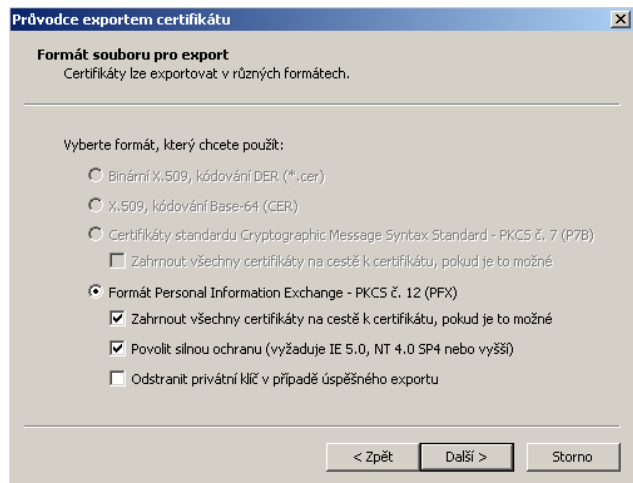 Průvodce exportem certifikátu
Formát souboru pro export
Certifikáty lze exportovat v různých formátech.
Vyberte formát, který chcete použít:
Binární X.509, kódování DER (*.cer)
X.509, kódování Base-64 (CER)
Certifikáty standardu Cryptographic Message Syntax Standard - PKCS č. 7 (P7B)
Zahrnout všechny certifikáty na cestě k certifikátu, pokud je to možné
Formát Personal Information Exchange - PKCS č. 12 (PFX)
Zahrnout všechny certifikáty na cestě k certifikátu, pokud je to možné
Povolit silnou ochranu (vyžaduje IE 5.0, NT 4.0 SP4 nebo vyšší)
Odstranit privátní klíč v případě úspěšného exportu
< Zpět Další > Storno